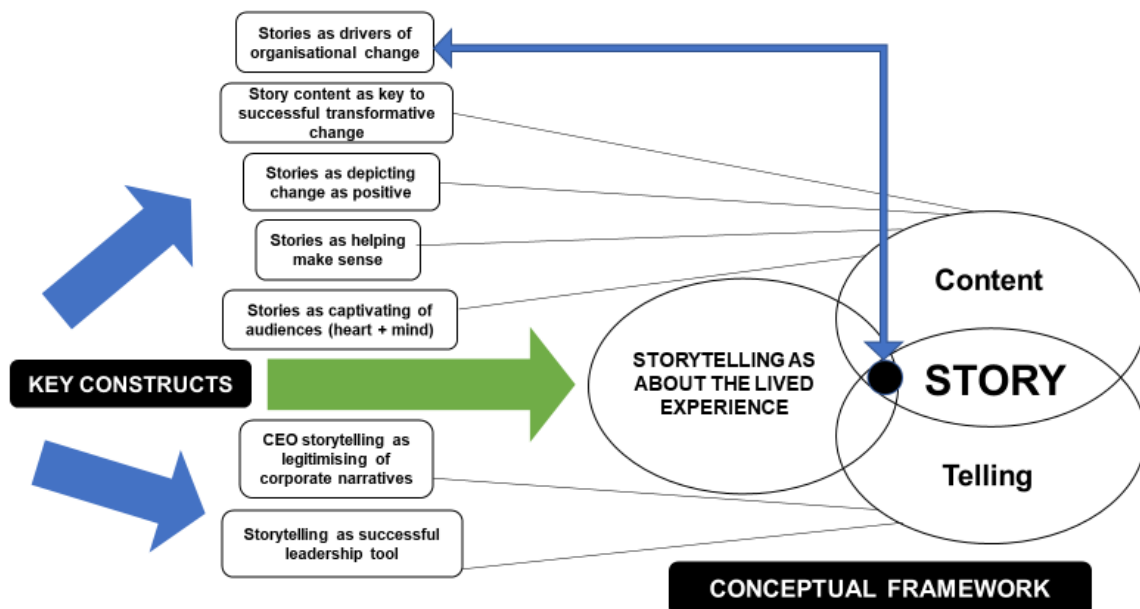 Stories as drivers of
organisational change
Story content as key to
successful transformative
change
Stories as depicting
change as positive
Stories as helping
make sense
Stories as captivating of
audiences (heart + mind)
KEY CONSTRUCTS
CEO storytelling as
legitimising of
corporate narratives
Storytelling as successful
leadership tool
STORYTELLING AS
ABOUT THE LIVED
EXPERIENCE
Content
STORY
Telling
CONCEPTUAL FRAMEWORK